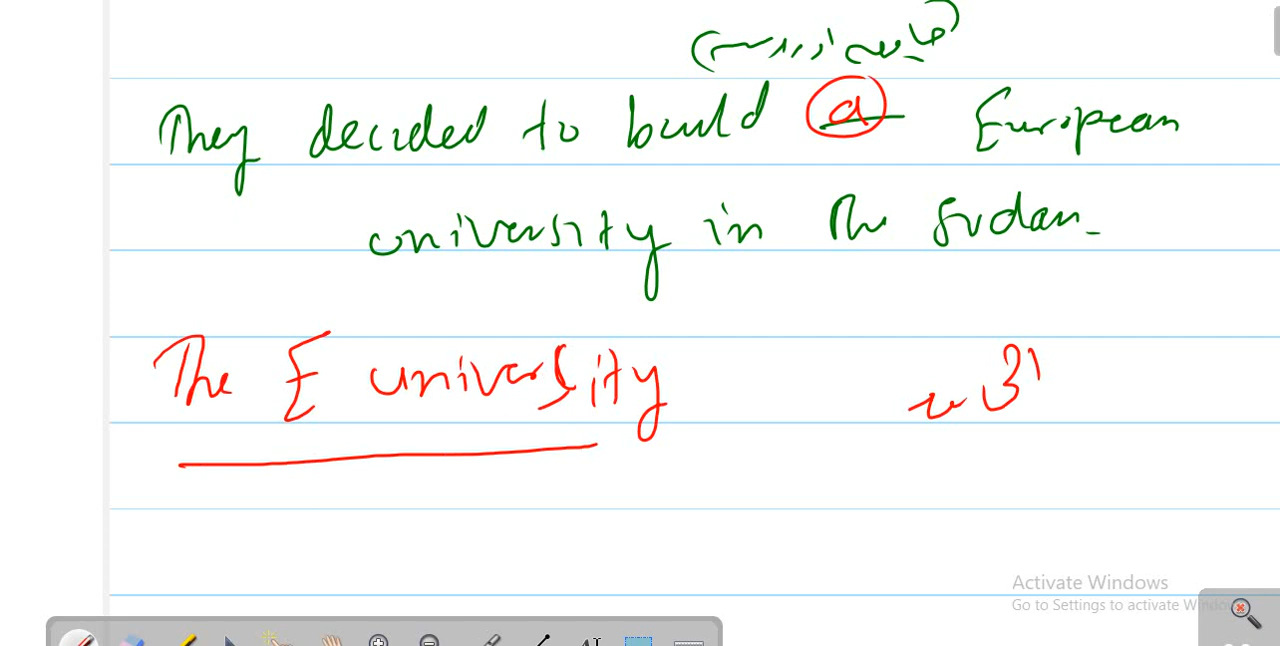 They decided to build a European
university in the Sudan.
The E university
Activate Windows
Go to Settings to activate Windows.